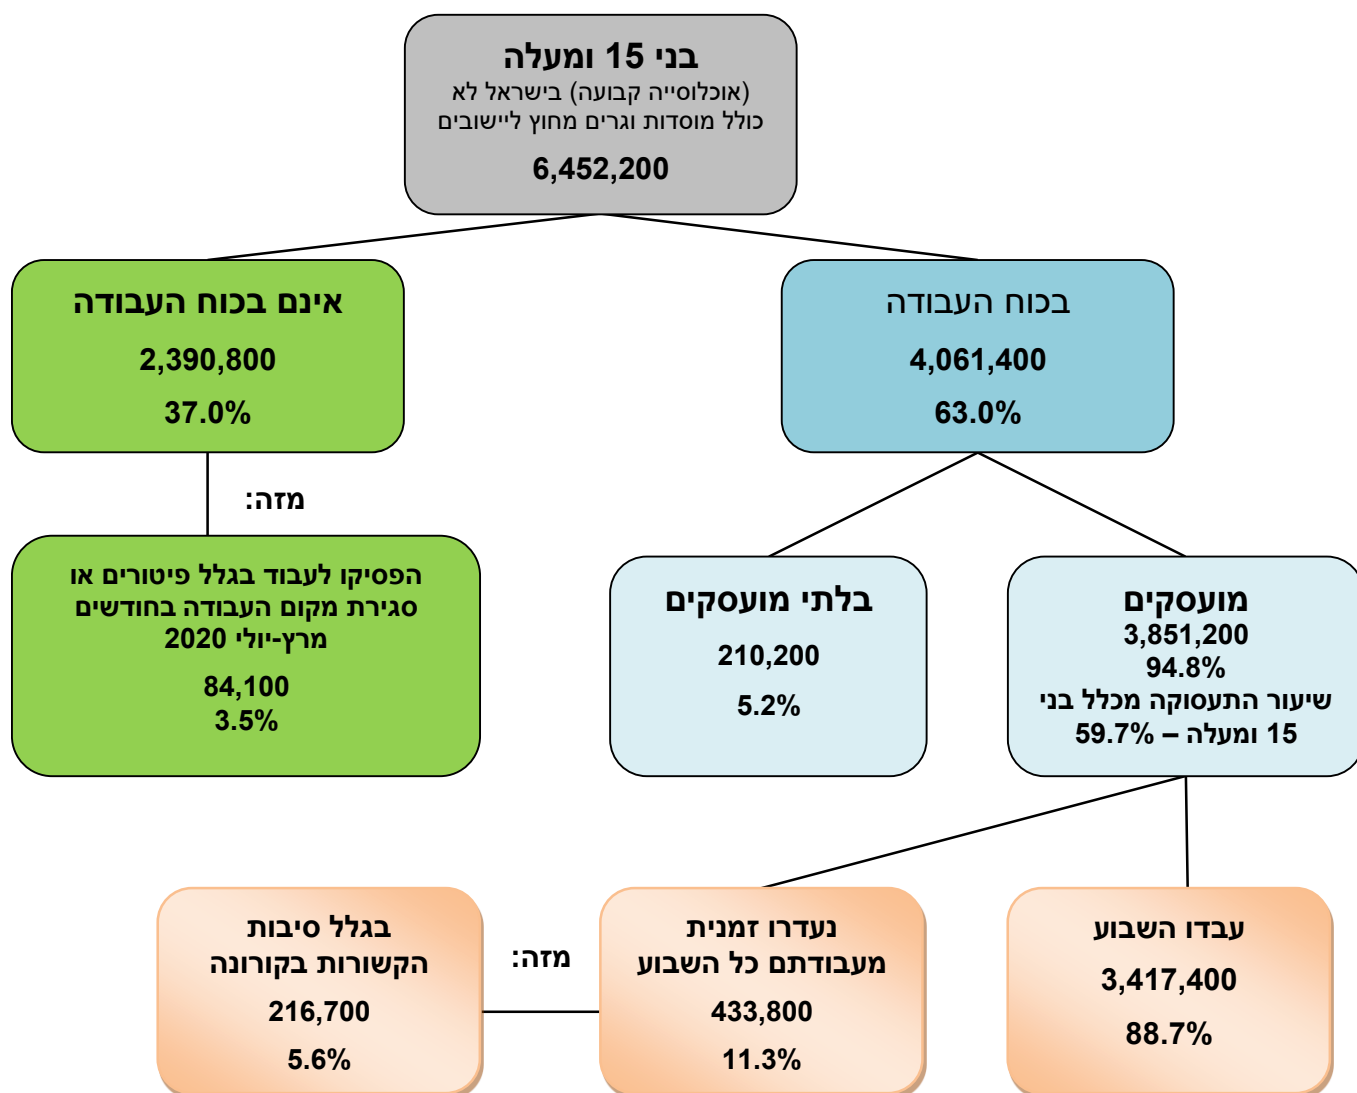 בני 15 ומעלה
(אוכלוסייה קבועה) בישראל לא
כולל מוסדות וגרים מחוץ ליישובים
6,452,200
בכוח העבודה
4,061,400
63.0%
אינם בכוח העבודה
2,390,800
37.0%
מזה:
הפסיקו לעבוד בגלל פיטורים או
סגירת מקום העבודה בחודשים
מרץ-יולי 2020
84,100
3.5%
מועסקים
3,851,200
94.8%
שיעור התעסוקה מכלל בני
15 ומעלה – 59.7%
בלתי מועסקים
210,200
5.2%
עבדו השבוע
3,417,400
88.7%
נעדרו זמנית
מעבודתם כל השבוע
433,800
11.3%
מזה:
בגלל סיבות
הקשורות בקורונה
216,700
5.6%